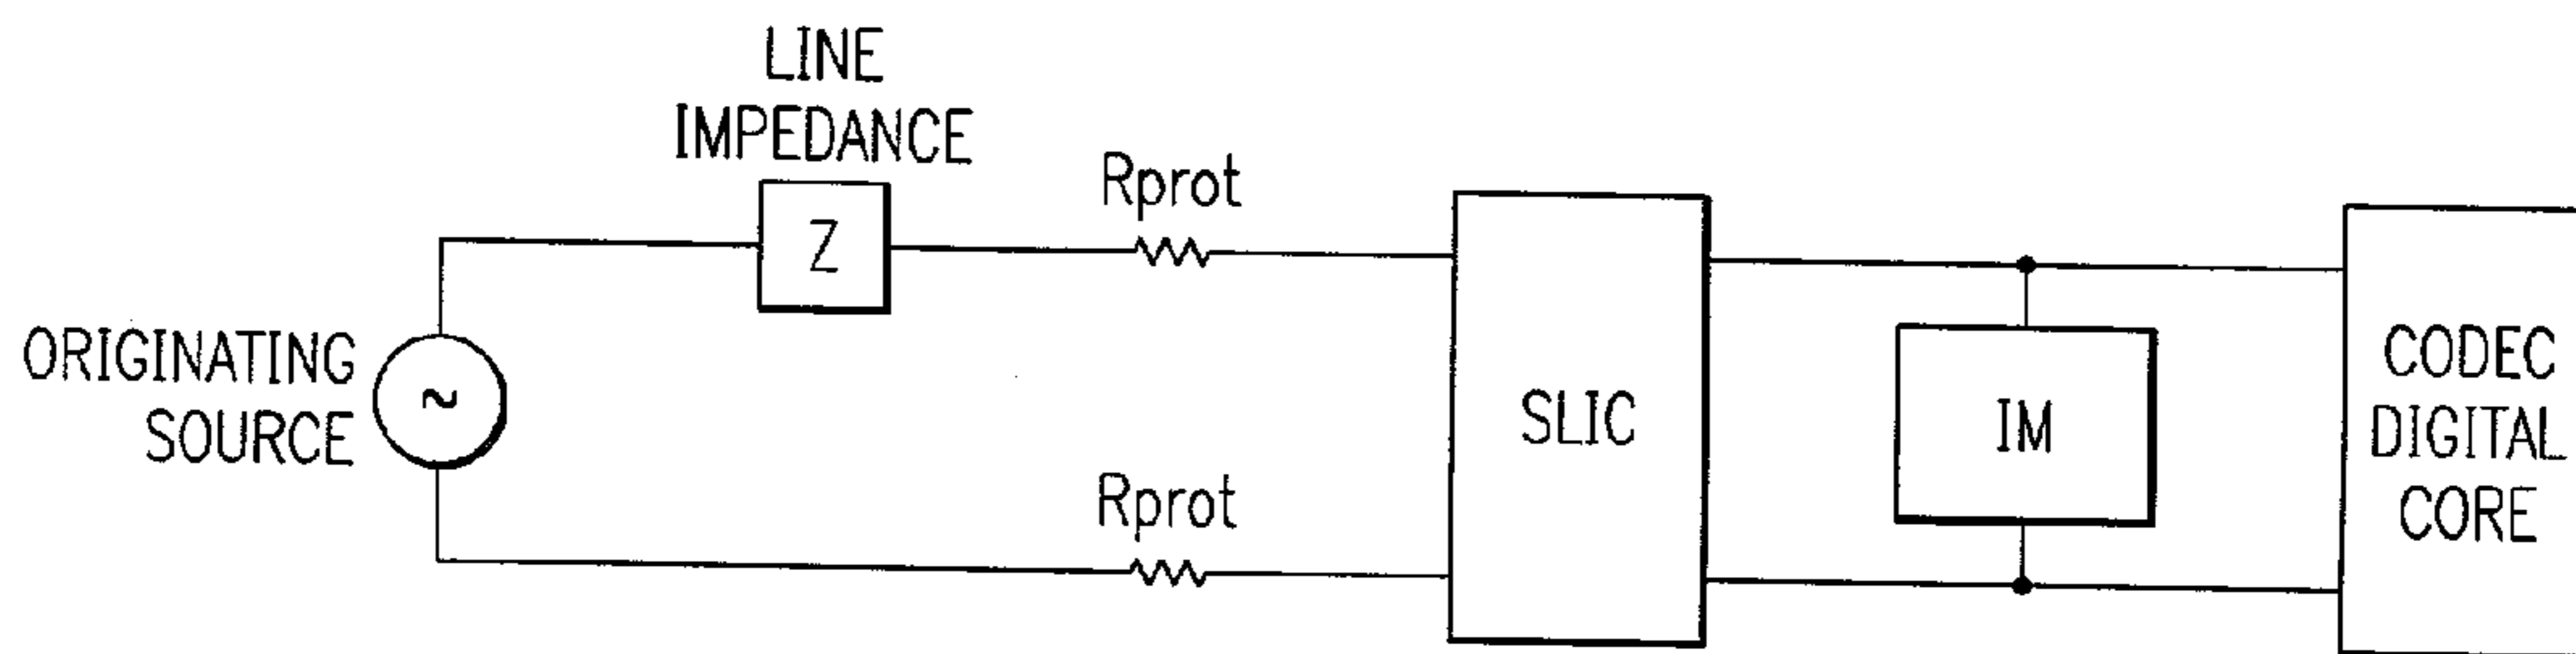 LINE
IMPEDANCE
Z
Rprot
ORIGINATING
SOURCE
~
Rprot
SLIC
IM
CODEC
DIGITAL
CORE